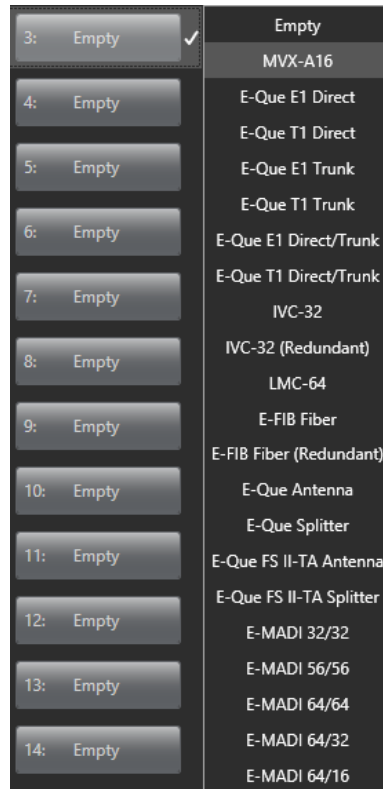 3: Empty
4: Empty
5: Empty
6: Empty
7: Empty
8: Empty
9: Empty
10: Empty
11: Empty
12: Empty
13: Empty
14: Empty
Empty
MVX-A16
E-Que E1 Direct
E-Que T1 Direct
E-Que E1 Trunk
E-Que T1 Trunk
E-Que E1 Direct/Trunk
E-Que T1 Direct/Trunk
IVC-32
IVC-32 (Redundant)
LMC-64
E-FIB Fiber
E-FIB Fiber (Redundant)
E-Que Antenna
E-Que Splitter
E-Que FS II-TA Antenna
E-Que FS II-TA Splitter
E-MADI 32/32
E-MADI 56/56
E-MADI 64/64
E-MADI 64/32
E-MADI 64/16